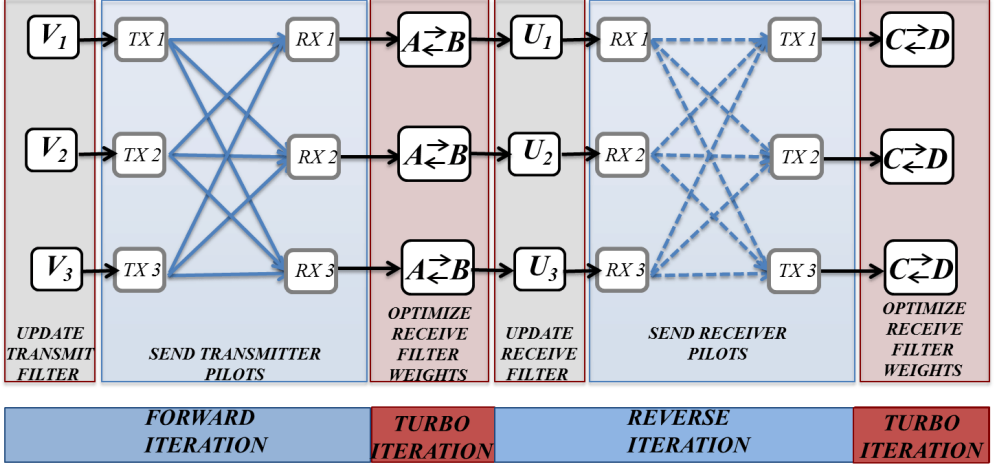 V1 TX 1 RX 1 A⇄B U1 RX 1 TX 1 C⇄D
V2 TX 2 RX 2 A⇄B U2 RX 2 TX 2 C⇄D
V3 TX 3 RX 3 A⇄B U3 RX3 TX 3 C⇄D
UPDATE
TRANSMIT
FILTER
SEND TRANSMITTER
PILOTS
OPTIMIZE
RECEIVE
FILTER
WEIGHTS
UPDATE
RECEIVE
FILTER
SEND RECEIVER
PILOTS
OPTIMIZE
RECEIVE
FILTER
WEIGHTS
FORWARD
ITERATION
TURBO
ITERATION
REVERSE
ITERATION
TURBO
ITERATION